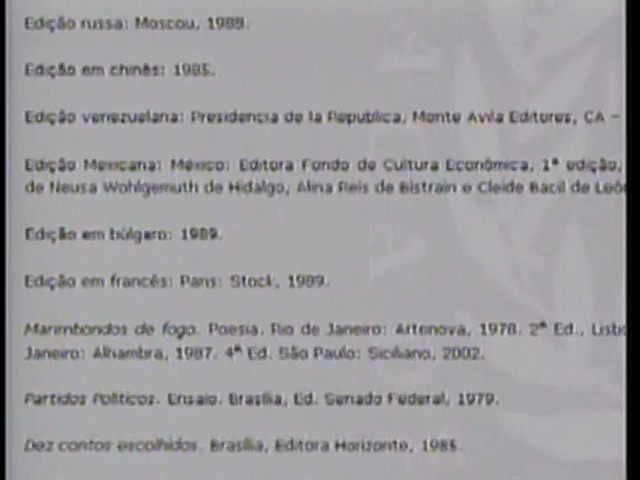 Edição russa: Moscou, 1988.
Edição em chinês: 1985.
Edição venezuelana: Presidencia de la Republica, Monte Avila Editores, CA –
Edição Mexicana: México: Editora Fondo de Cultura Econômica, 1ª edição,
de Neusa Wohlgemuth de Hidalgo, Alina Reis de Bistrain e Cleide Bacil de León
Edição em búlgaro: 1989.
Edição em francês: Paris: Stock, 1989.
Marimbondos de fogo. Poesia. Rio de Janeiro: Artenova, 1978. 2ª Ed., Lisbo
Janeiro: Alhambra, 1987. 4ª Ed. São Paulo: Siciliano, 2002.
Partidos Políticos. Ensaio. Brasília, Ed. Senado Federal, 1979.
Dez contos escolhidos. Brasília, Editora Horizonte, 1985.